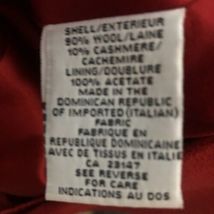 SHELL/EXTERIEUR
90% WOOL/LAINE
10% CASHMERE/
CACHEMIRE
LINING/DOUBLURE
100% ACETATE
MADE IN THE
DOMINICAN REPUBLIC
OF IMPORTED (ITALIAN)
FABRIC
FABRIQUE EN
REPUBLIQUE DOMINICAINE
AVEC DE TISSUS EN ITALIE
CA 23147
SEE REVERSE
FOR CARE
INDICATIONS AU DOS